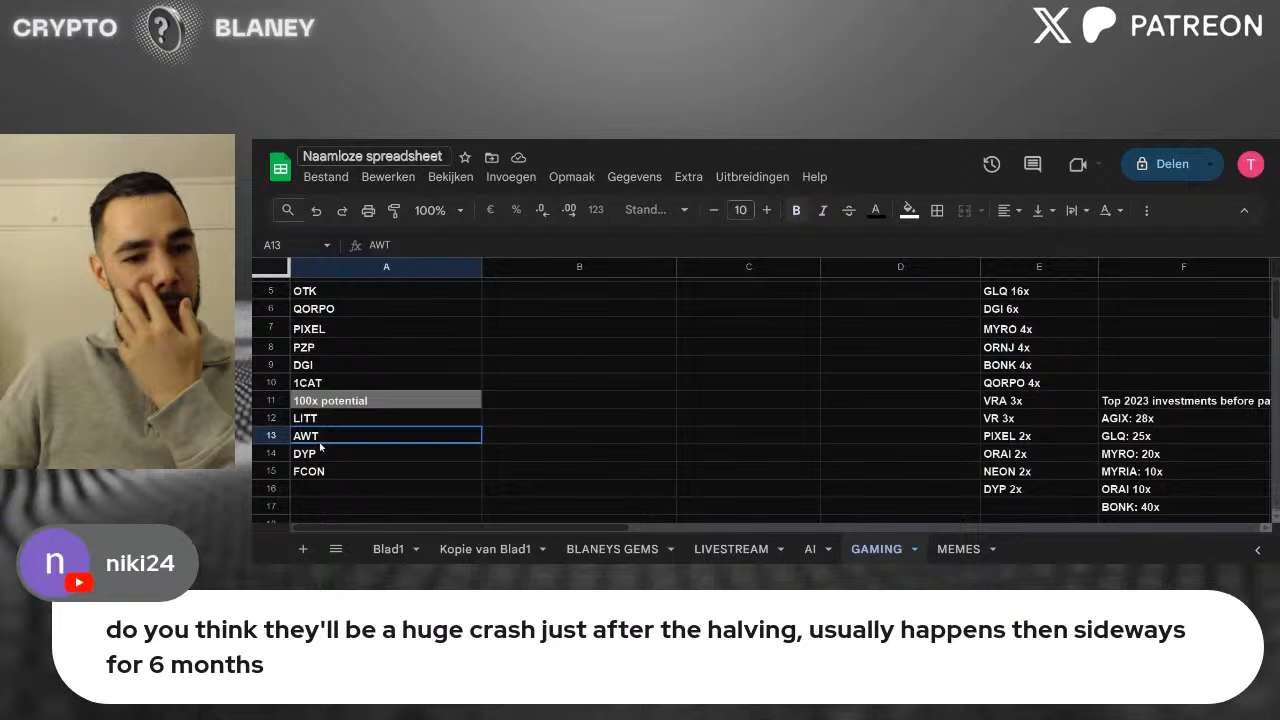 CRYPTO ? BLANEY
PATREON
Naamloze spreadsheet
Bestand Bewerken Bekijken Invoegen Opmaak Gegevens Extra Uitbreidingen Help
Delen
T
100% € % .0 .00 123 Stand... 10 B I A
A13 fx AWT
A B C D E F
5 OTK GLQ 16x
6 QORPO DGI 6x
7 PIXEL MYRO 4x
8 PZP ORNJ 4x
9 DGI BONK 4x
10 1CAT QORPO 4x
11 100x potential VRA 3x Top 2023 investments before pa
12 LITT VR 3x AGIX: 28x
13 AWT PIXEL 2x GLQ: 25x
14 DYP ORAI 2x MYRO: 20x
15 FCON NEON 2x MYRIA: 10x
16 DYP 2x ORAI 10x
17 BONK: 40x
Blad1 Kopie van Blad1 BLANEYS GEMS LIVESTREAM AI GAMING MEMES
n niki24
do you think they'll be a huge crash just after the halving, usually happens then sideways
for 6 months